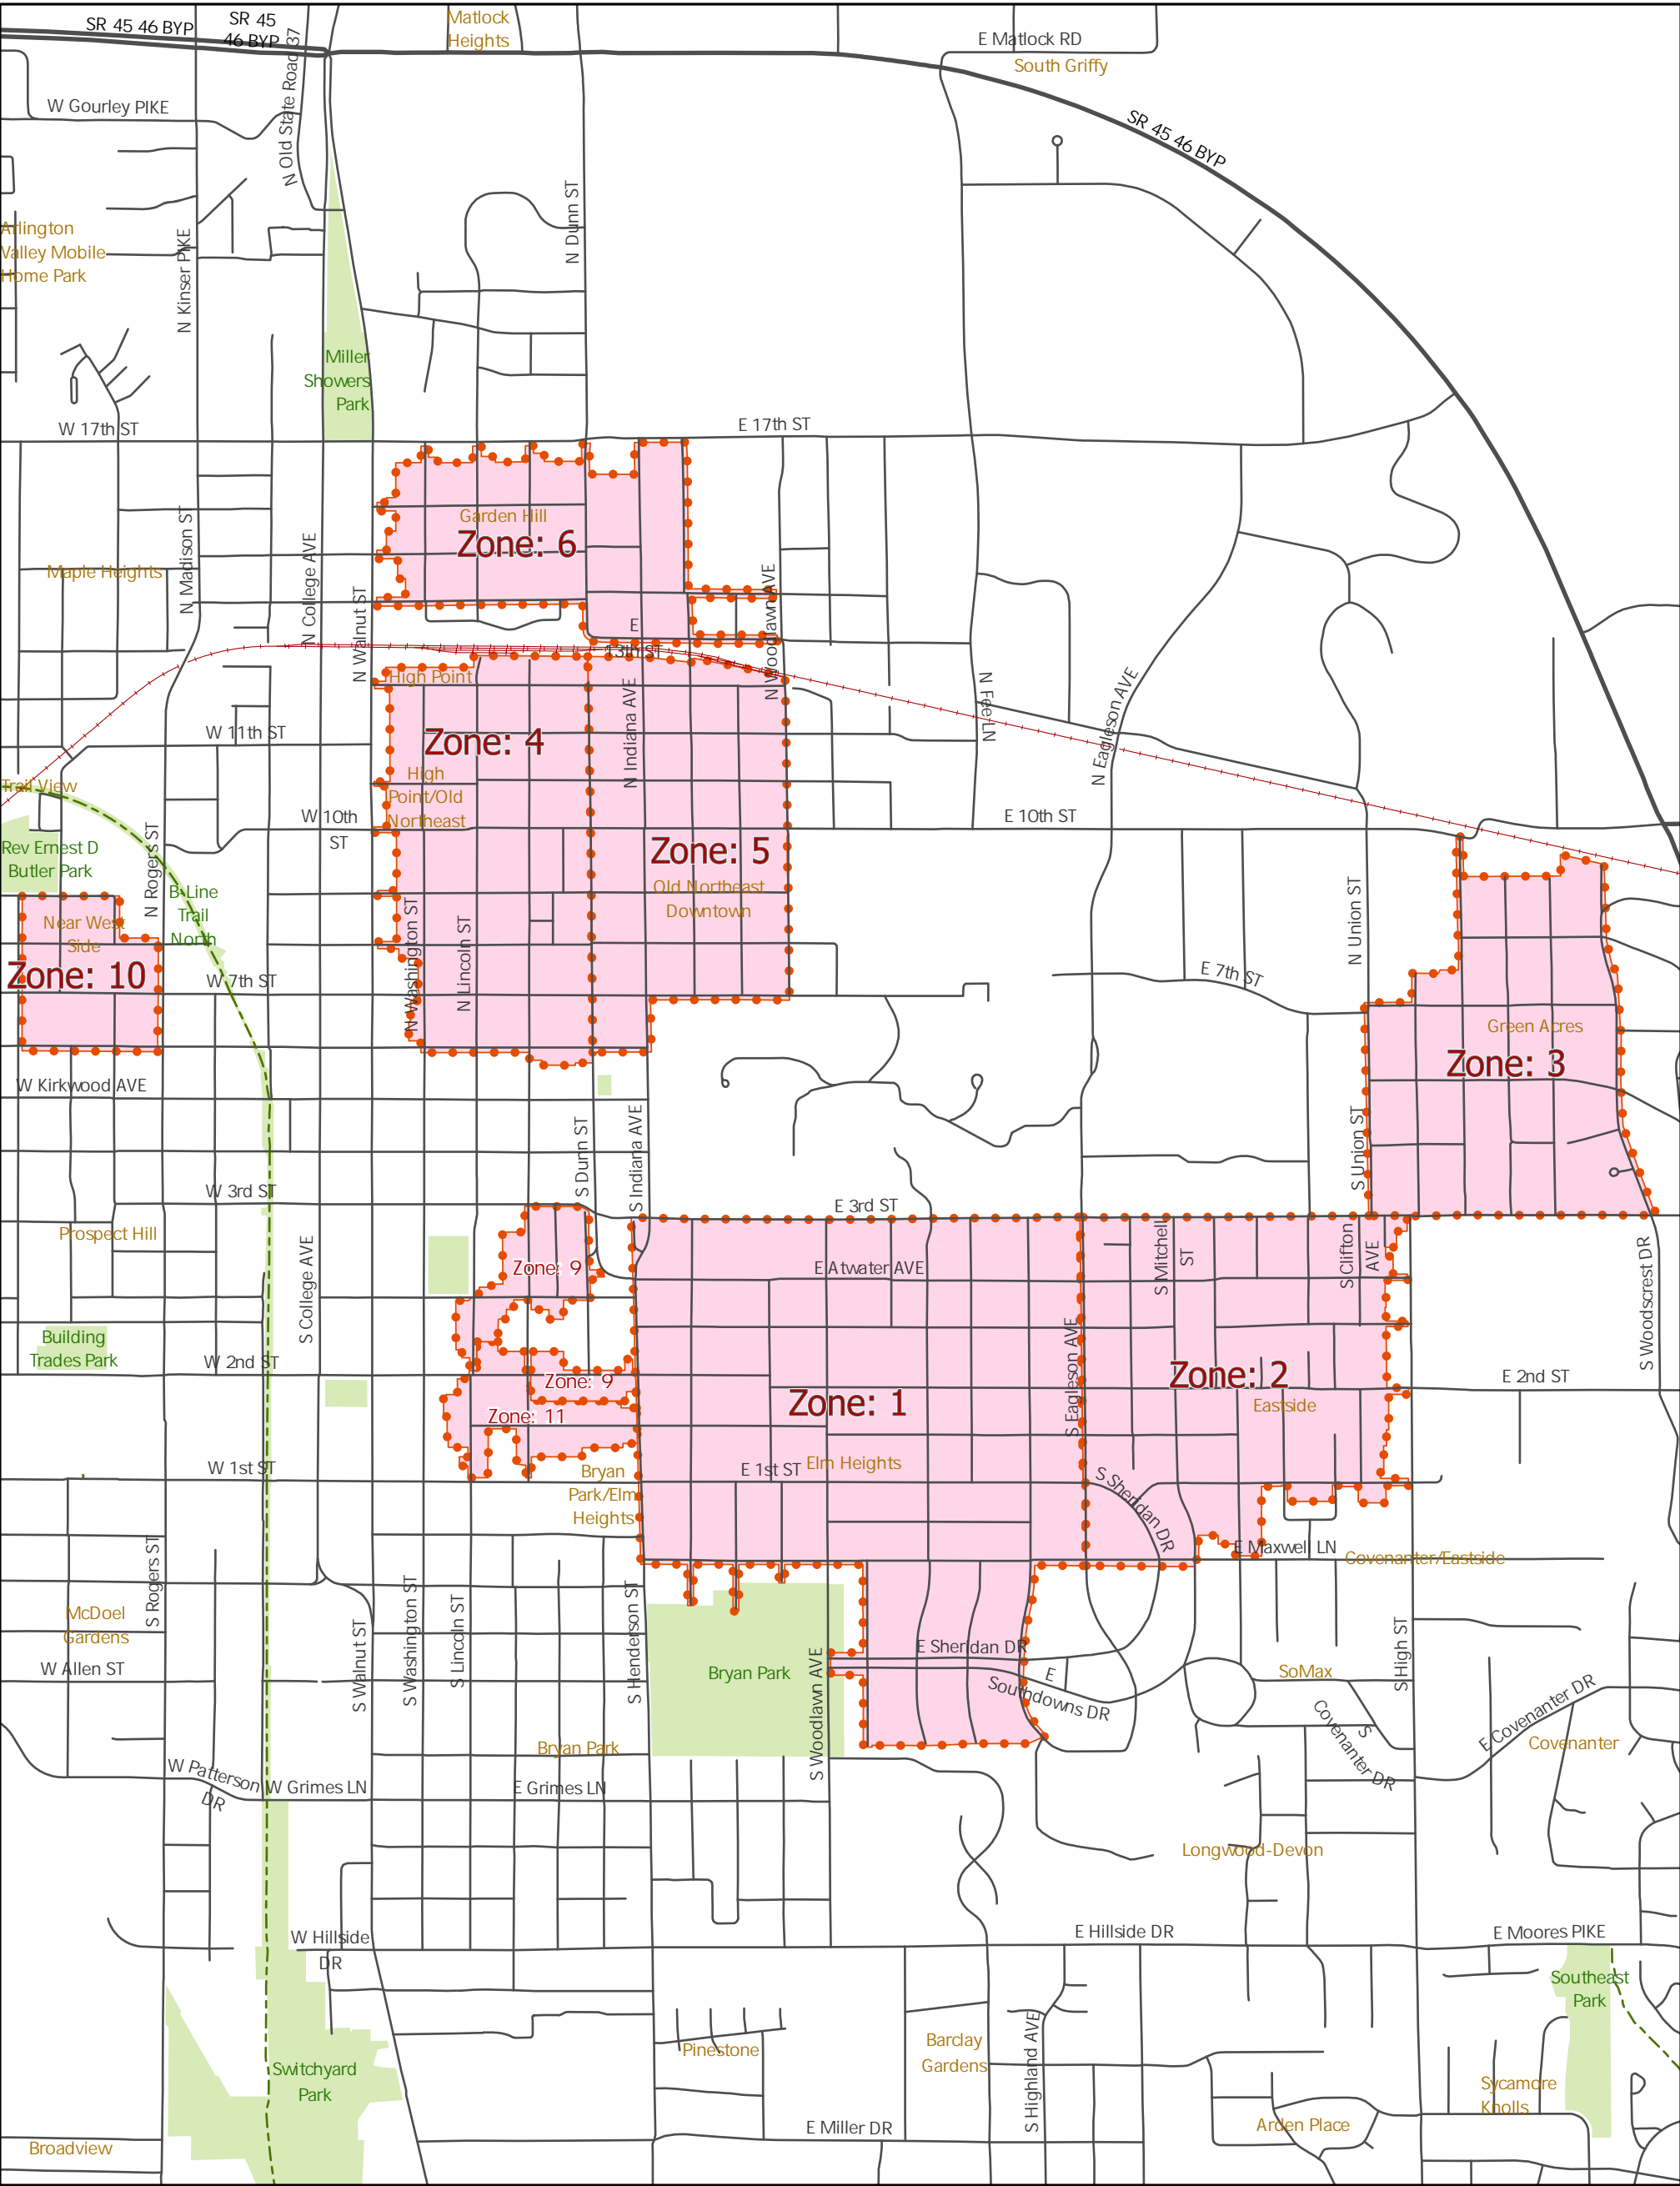 SR 45 46 BYP
SR 45
46 BYP
Matlock
Heights
E Matlock RD
South Griffy
W Gourley PIKE
N Old State Road 37
SR 45 46 BYP
N Dunn ST
Arlington
Valley Mobile
Home Park
N Kinser PIKE
Miller
Showers
Park
W 17th ST
E 17th ST
Garden Hill
Zone: 6
N Madison ST
N College AVE
Maple Heights
N Walnut ST
N Woodlawn AVE
E
13th ST
High Point
N Indiana AVE
N Fee LN
N Eagleson AVE
W 11th ST
Zone: 4
High
Point/Old
Northeast
Trail View
W 10th
ST
E 10th ST
Rev Ernest D
Butler Park
N Rogers ST
Zone: 5
Old Northeast
Downtown
B-Line
Trail
North
Near West
Side
N Washington ST
N Lincoln ST
N Union ST
Zone: 10
W 7th ST
E 7th ST
Green Acres
Zone: 3
W Kirkwood AVE
S Dunn ST
S Indiana AVE
S Union ST
W 3rd ST
E 3rd ST
Prospect Hill
S College AVE
Zone: 9
E Atwater AVE
S Mitchell
ST
S Clifton
AVE
S Woodscrest DR
Building
Trades Park
W 2nd ST
Zone: 9
Zone: 11
Zone: 1
S Eagleson AVE
Zone: 2
Eastside
E 2nd ST
W 1st ST
Bryan
Park/Elm
Heights
E 1st ST
Elm Heights
S Sheridan DR
E Maxwell LN
Covenanter/Eastside
S Rogers ST
McDoel
Gardens
W Allen ST
S Walnut ST
S Washington ST
S Lincoln ST
S Henderson ST
Bryan Park
S Woodlawn AVE
E Sheridan DR
E
Southdowns DR
SoMax
S High ST
S
Covenanter DR
E Covenanter DR
Covenanter
Bryan Park
W Patterson
DR
W Grimes LN
E Grimes LN
Longwood-Devon
W Hillside
DR
E Hillside DR
E Moores PIKE
Southeast
Park
Switchyard
Park
Pinestone
Barclay
Gardens
S Highland AVE
Sycamore
Knolls
Arden Place
E Miller DR
Broadview